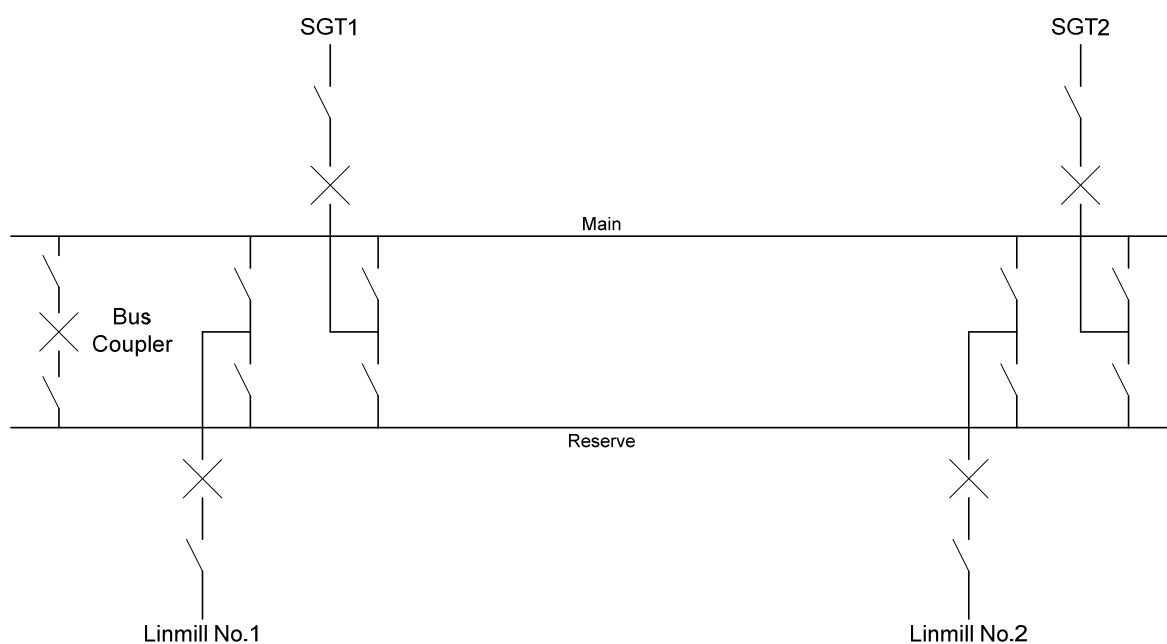 SGT1
SGT2
Main
Bus
Coupler
Reserve
Linmill No.1
Linmill No.2